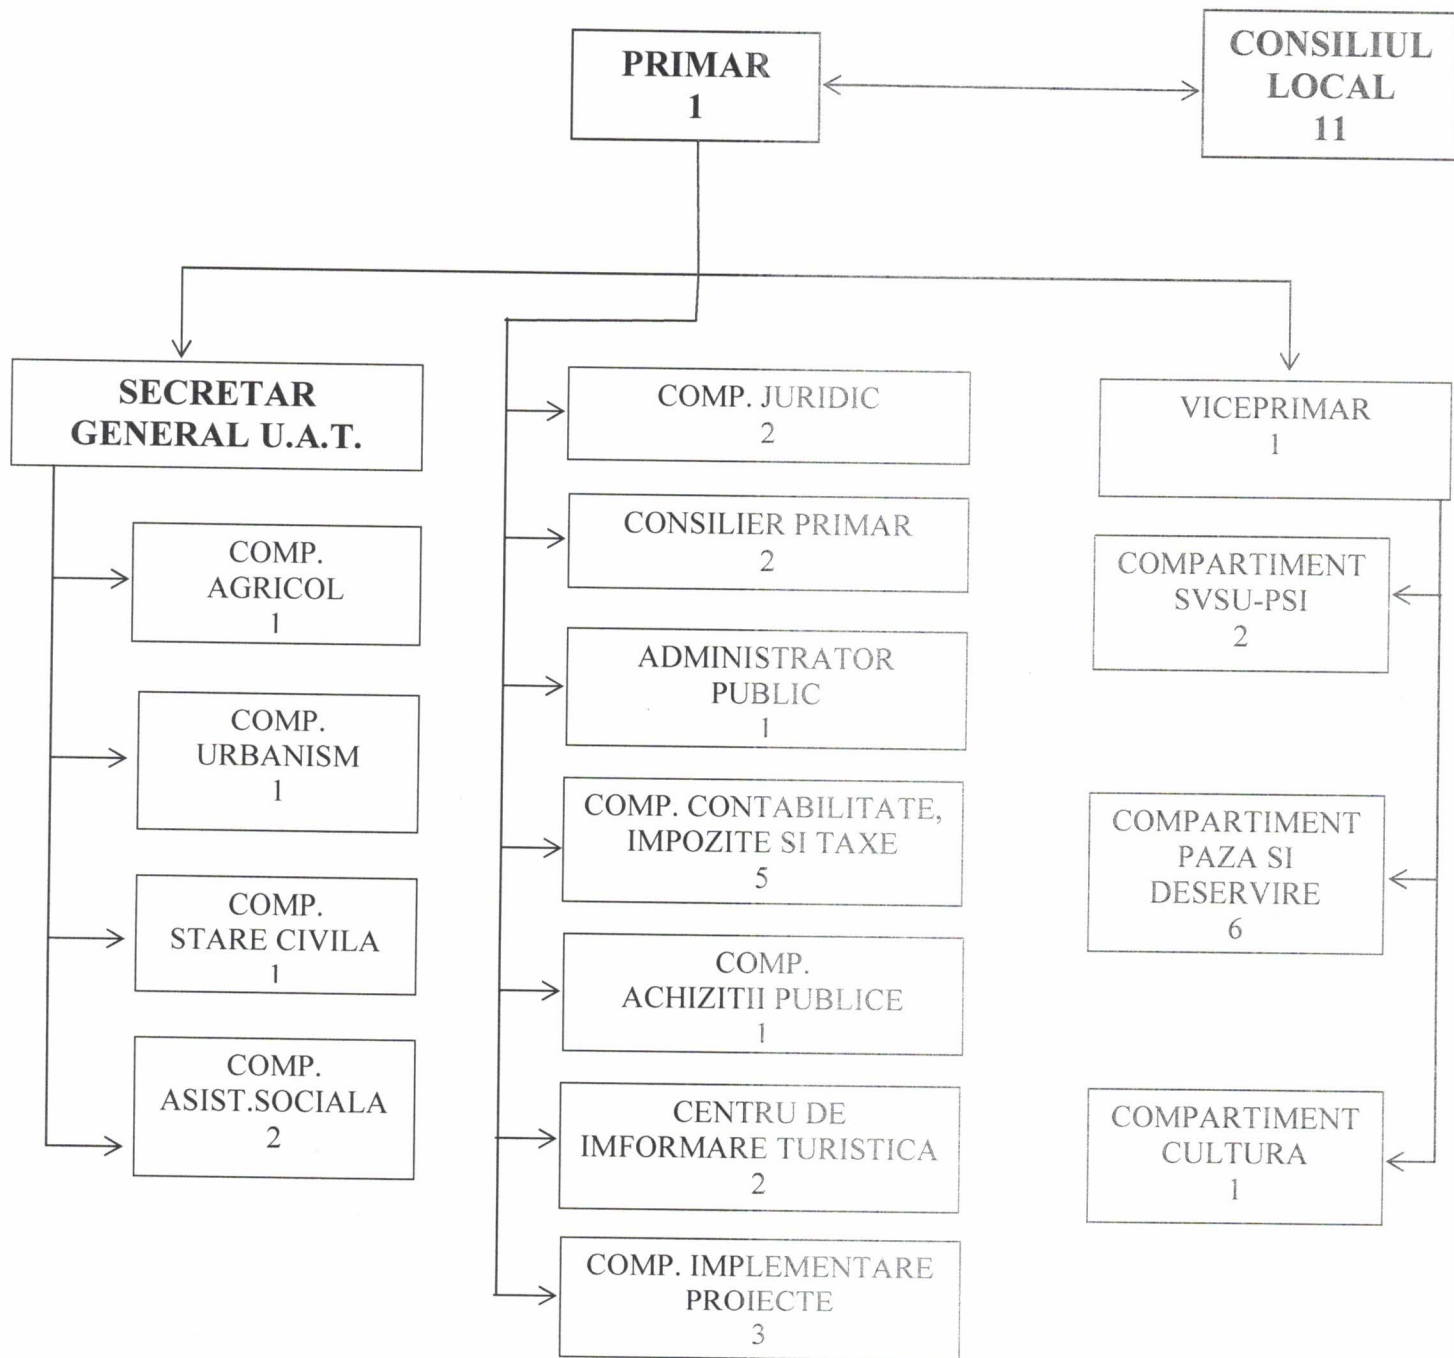 PRIMAR
1
CONSILIUL
LOCAL
11
SECRETAR
GENERAL U.A.T.
COMP.
AGRICOL
1
COMP.
URBANISM
1
COMP.
STARE CIVILA
1
COMP.
ASIST.SOCIALA
2
COMP. JURIDIC
2
CONSILIER PRIMAR
2
ADMINISTRATOR
PUBLIC
1
COMP. CONTABILITATE,
IMPOZITE SI TAXE
5
COMP.
ACHIZITII PUBLICE
1
CENTRU DE
IMFORMARE TURISTICA
2
COMP. IMPLEMENTARE
PROIECTE
3
VICEPRIMAR
1
COMPARTIMENT
SVSU-PSI
2
COMPARTIMENT
PAZA SI
DESERVIRE
6
COMPARTIMENT
CULTURA
1